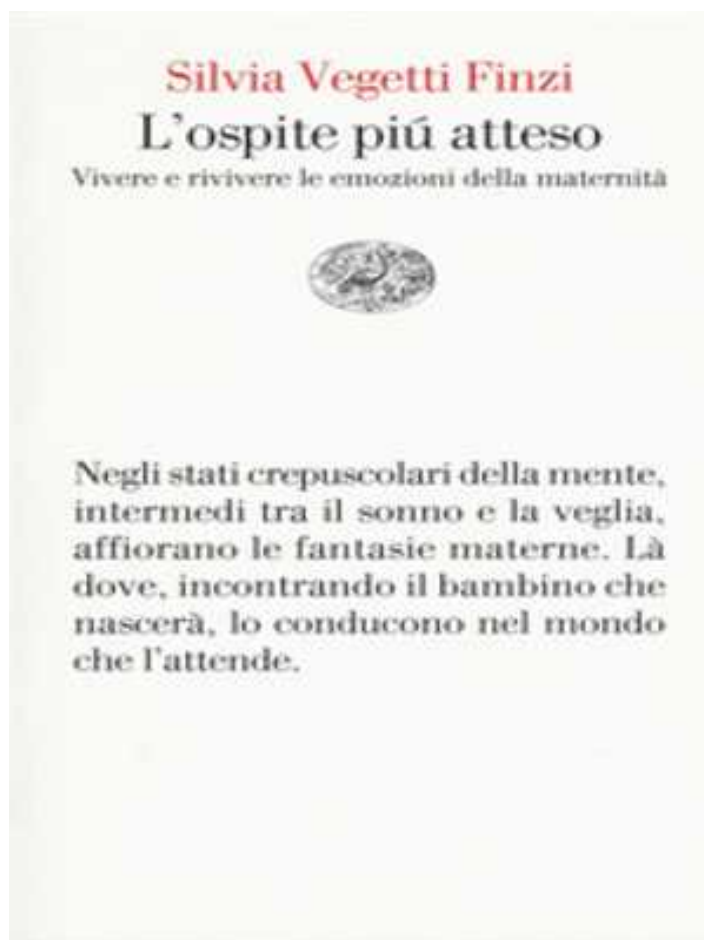 Silvia Vegetti Finzi
L'ospite piú atteso
Vivere e rivivere le emozioni della maternità
Negli stati crepuscolari della mente,
intermedi tra il sonno e la veglia,
affiorano le fantasie materne. Là
dove, incontrando il bambino che
nascerà, lo conducono nel mondo
che l'attende.